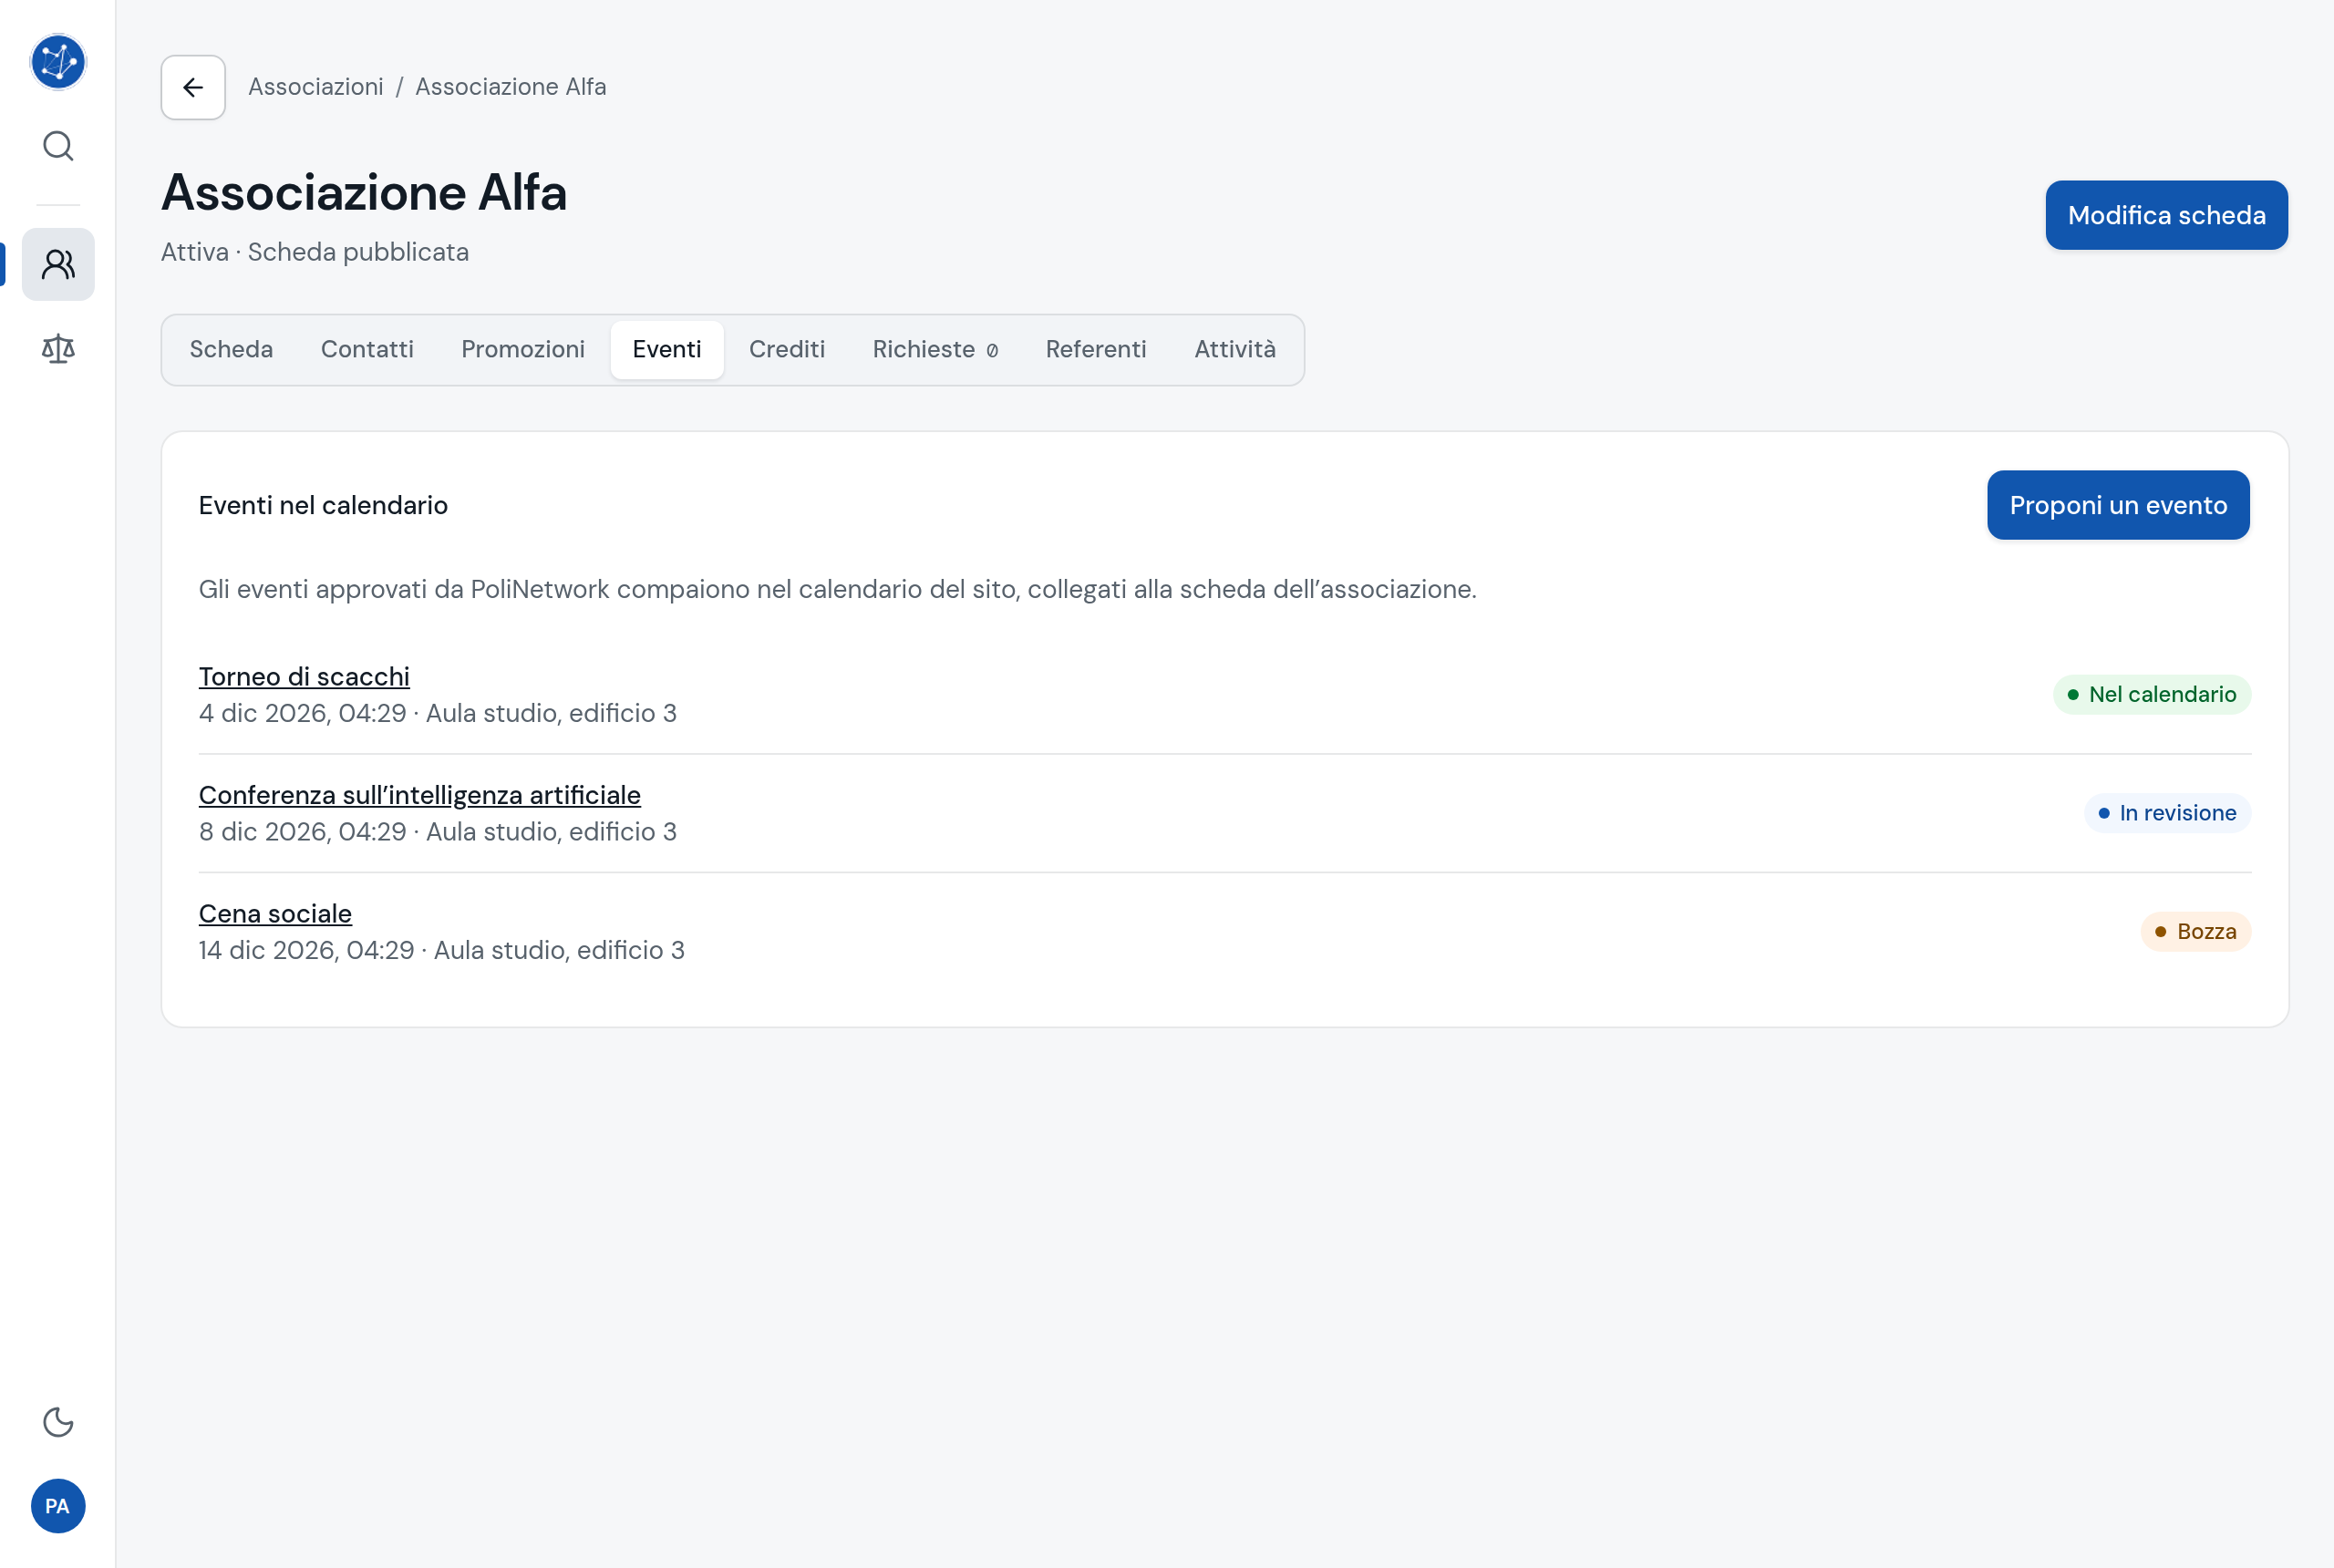 Associazioni / Associazione Alfa
Associazione Alfa
Modifica scheda
Attiva · Scheda pubblicata
Scheda Contatti Promozioni Eventi Crediti Richieste 0 Referenti Attività
Eventi nel calendario
Proponi un evento
Gli eventi approvati da PoliNetwork compaiono nel calendario del sito, collegati alla scheda dell’associazione.
Torneo di scacchi
4 dic 2026, 04:29 · Aula studio, edificio 3
Nel calendario
Conferenza sull’intelligenza artificiale
8 dic 2026, 04:29 · Aula studio, edificio 3
In revisione
Cena sociale
14 dic 2026, 04:29 · Aula studio, edificio 3
Bozza
PA